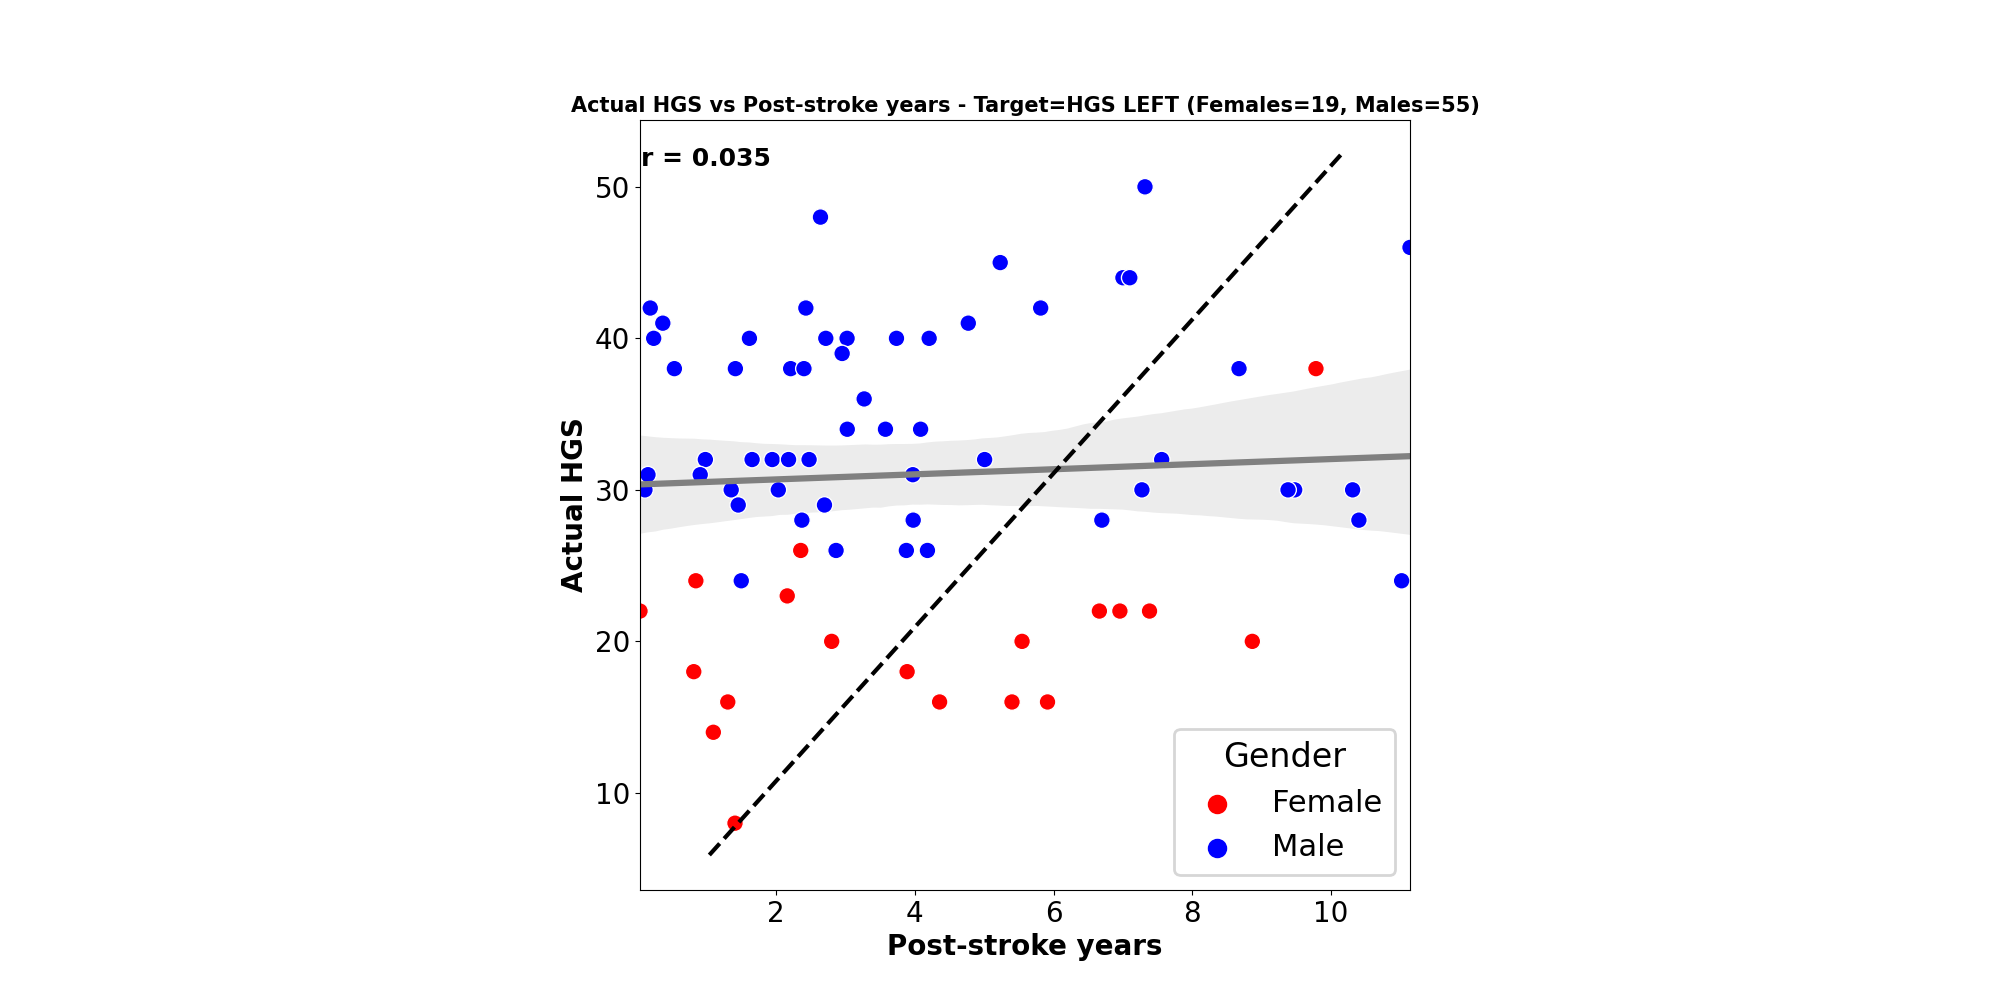 Actual HGS vs Post-stroke years - Target=HGS LEFT (Females=19, Males=55)
r = 0.035
50
40
30
20
10
Actual HGS
Gender
Female
Male
2 4 6 8 10
Post-stroke years